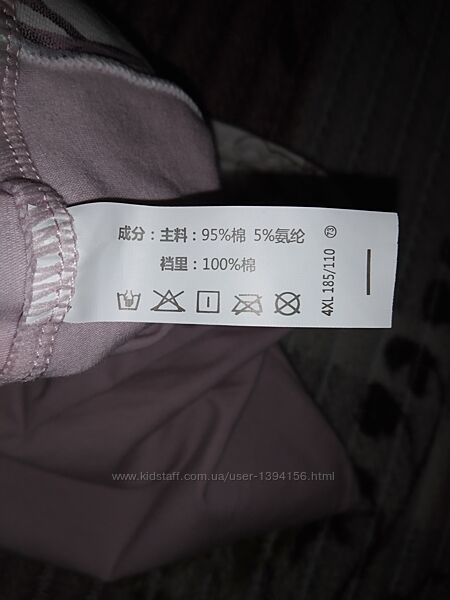 成分：主料：95%棉 5%氨纶
裆里：100%棉
4XL 185/110 73
www.kidstaff.com.ua/user-1394156.html